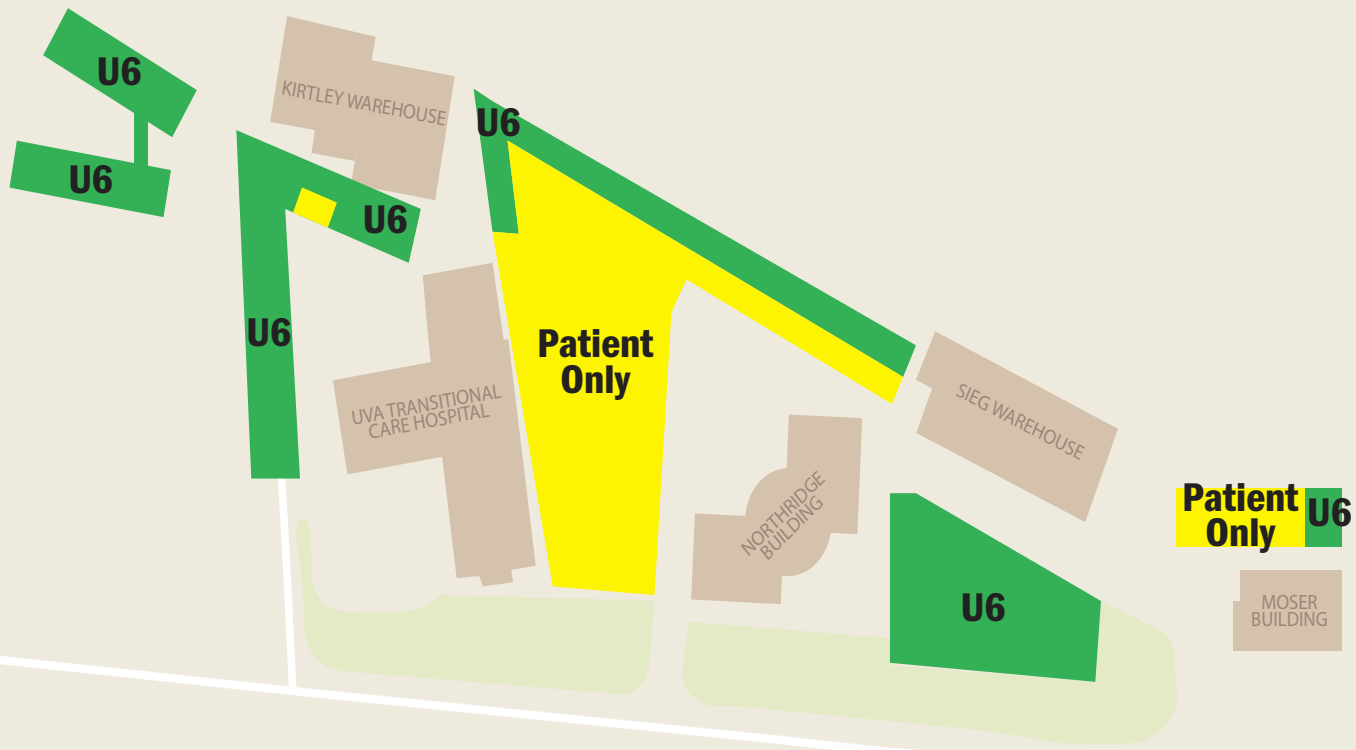 U6
KIRTLEY WAREHOUSE
U6
U6
U6
U6
Patient
Only
UVA TRANSITIONAL
CARE HOSPITAL
SIEG WAREHOUSE
NORTHRIDGE
BUILDING
Patient
Only
U6
U6
MOSER
BUILDING